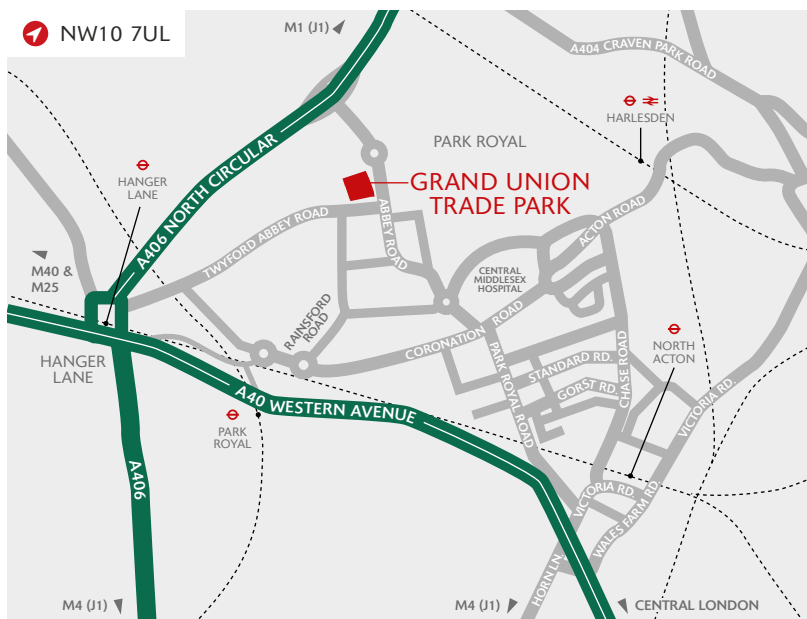 NW10 7UL
M1 (J1)
A404 CRAVEN PARK ROAD
HARLESDEN
PARK ROYAL
HANGER
LANE
A406 NORTH CIRCULAR
GRAND UNION
TRADE PARK
ABBEY ROAD
TWYFORD ABBEY ROAD
ACTON ROAD
M40 &
M25
CENTRAL
MIDDLESEX
HOSPITAL
RAINSFORD
ROAD
CORONATION ROAD
NORTH
ACTON
HANGER
LANE
STANDARD RD.
CHASE ROAD
PARK ROYAL ROAD
GORST RD.
VICTORIA RD.
A40 WESTERN AVENUE
PARK
ROYAL
A406
VICTORIA RD.
WALES FARM RD.
HORN LN.
M4 (J1)
M4 (J1)
CENTRAL LONDON